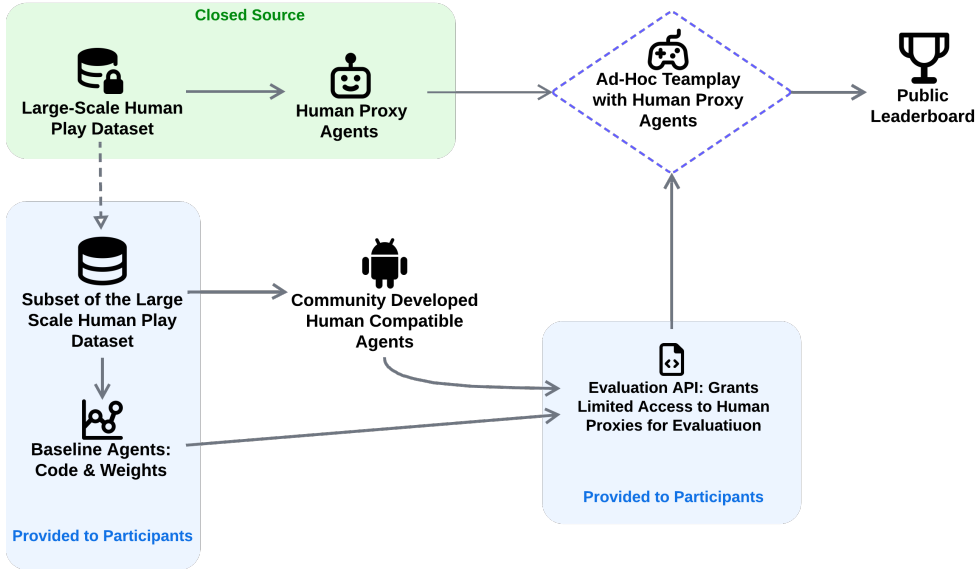 Closed Source
Large-Scale Human
Play Dataset
Human Proxy
Agents
Ad-Hoc Teamplay
with Human Proxy
Agents
Public
Leaderboard
Subset of the Large
Scale Human Play
Dataset
Community Developed
Human Compatible
Agents
Baseline Agents:
Code & Weights
Provided to Participants
Evaluation API: Grants
Limited Access to Human
Proxies for Evaluatiuon
Provided to Participants